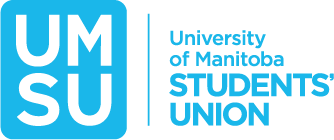 UM
SU
University
of Manitoba
STUDENTS'
UNION